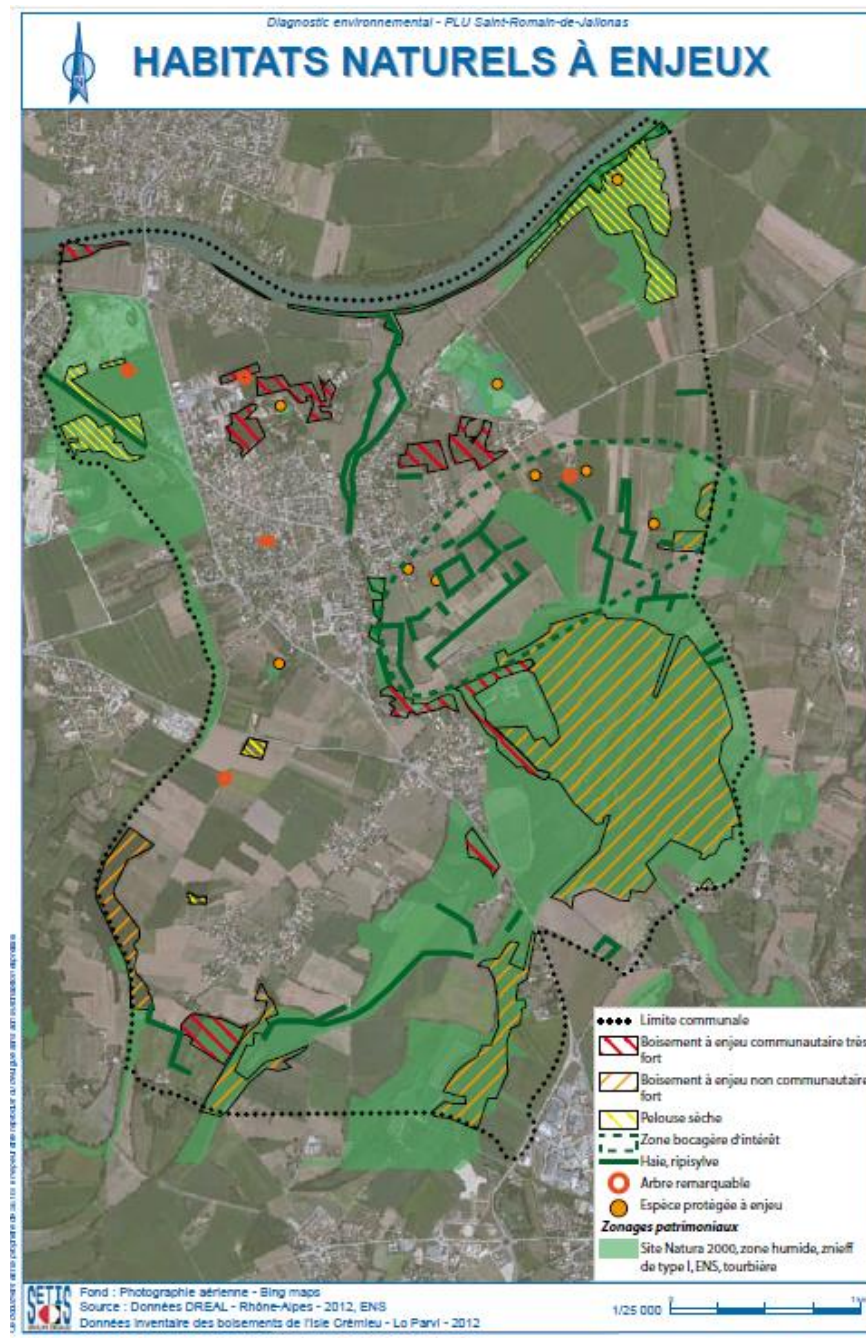 Diagnostic environnemental - PLU Saint-Romain-de-Jalionas
HABITATS NATURELS À ENJEUX
N
Limite communale
Boisement à enjeu communautaire très
fort
Boisement à enjeu non communautaire
fort
Pelouse sèche
Zone bocagère d'intérêt
Haie, ripisylve
Arbre remarquable
Espèce protégée à enjeu
Zonages patrimoniaux
Site Natura 2000, zone humide, znieff
de type I, ENS, tourbière
SETIS
Fond : Photographie aérienne - Bing maps
Source : Données DREAL - Rhône-Alpes - 2012, ENS
Données Inventaire des boisements de l'Isle Crémieu - Lo Parvi - 2012
1/25 000
0